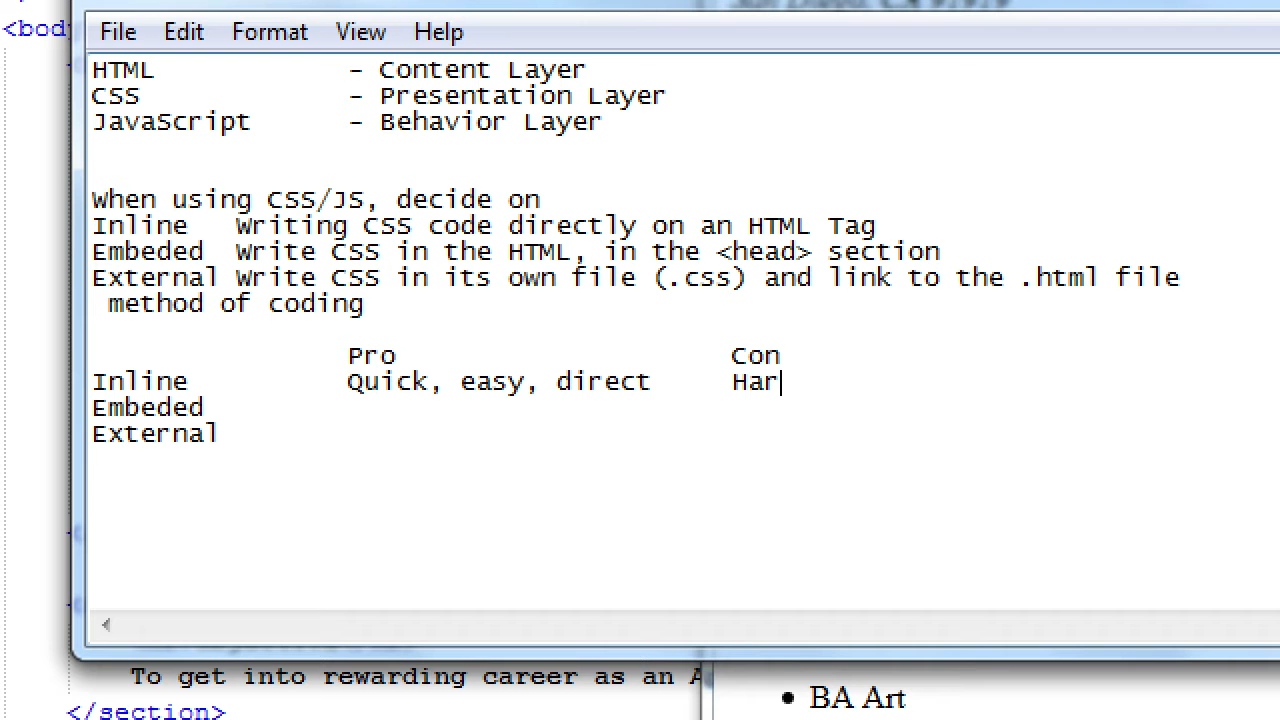 <body
File Edit Format View Help
HTML - Content Layer
CSS - Presentation Layer
JavaScript - Behavior Layer
When using CSS/JS, decide on
Inline Writing CSS code directly on an HTML Tag
Embeded Write CSS in the HTML, in the <head> section
External Write CSS in its own file (.css) and link to the .html file
method of coding
Pro Con
Inline Quick, easy, direct Har
Embeded
External
To get into rewarding career as an
</section>
• BA Art